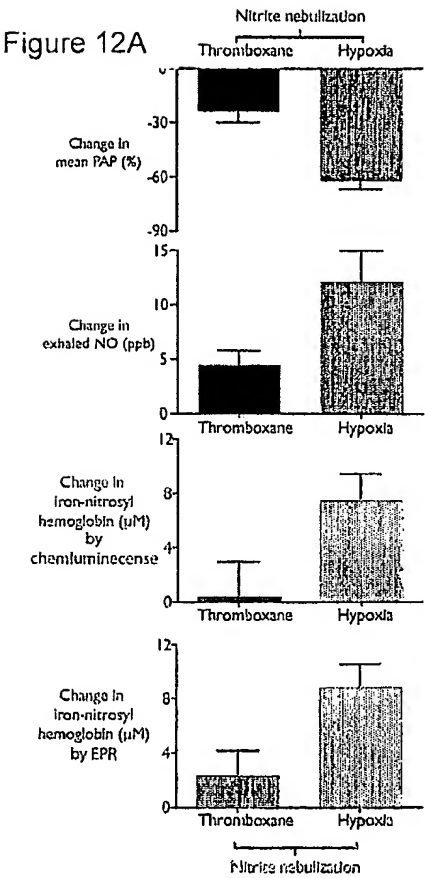 Nitrite nebulization
Figure 12A
Thromboxane Hypoxia
0
-30
Change in
mean PAP (%)
-60
-90
15
10
Change in
exhaled NO (ppb)
5
0
Thromboxane Hypoxia
12
Change in
iron-nitrosyl
hemoglobin (µM)
by
chemluminecense
8
4
0
Thromboxane Hypoxia
12
Change in
iron-nitrosyl
hemoglobin (µM)
by EPR
8
4
0
Thromboxane Hypoxia
Nitrite nebulization